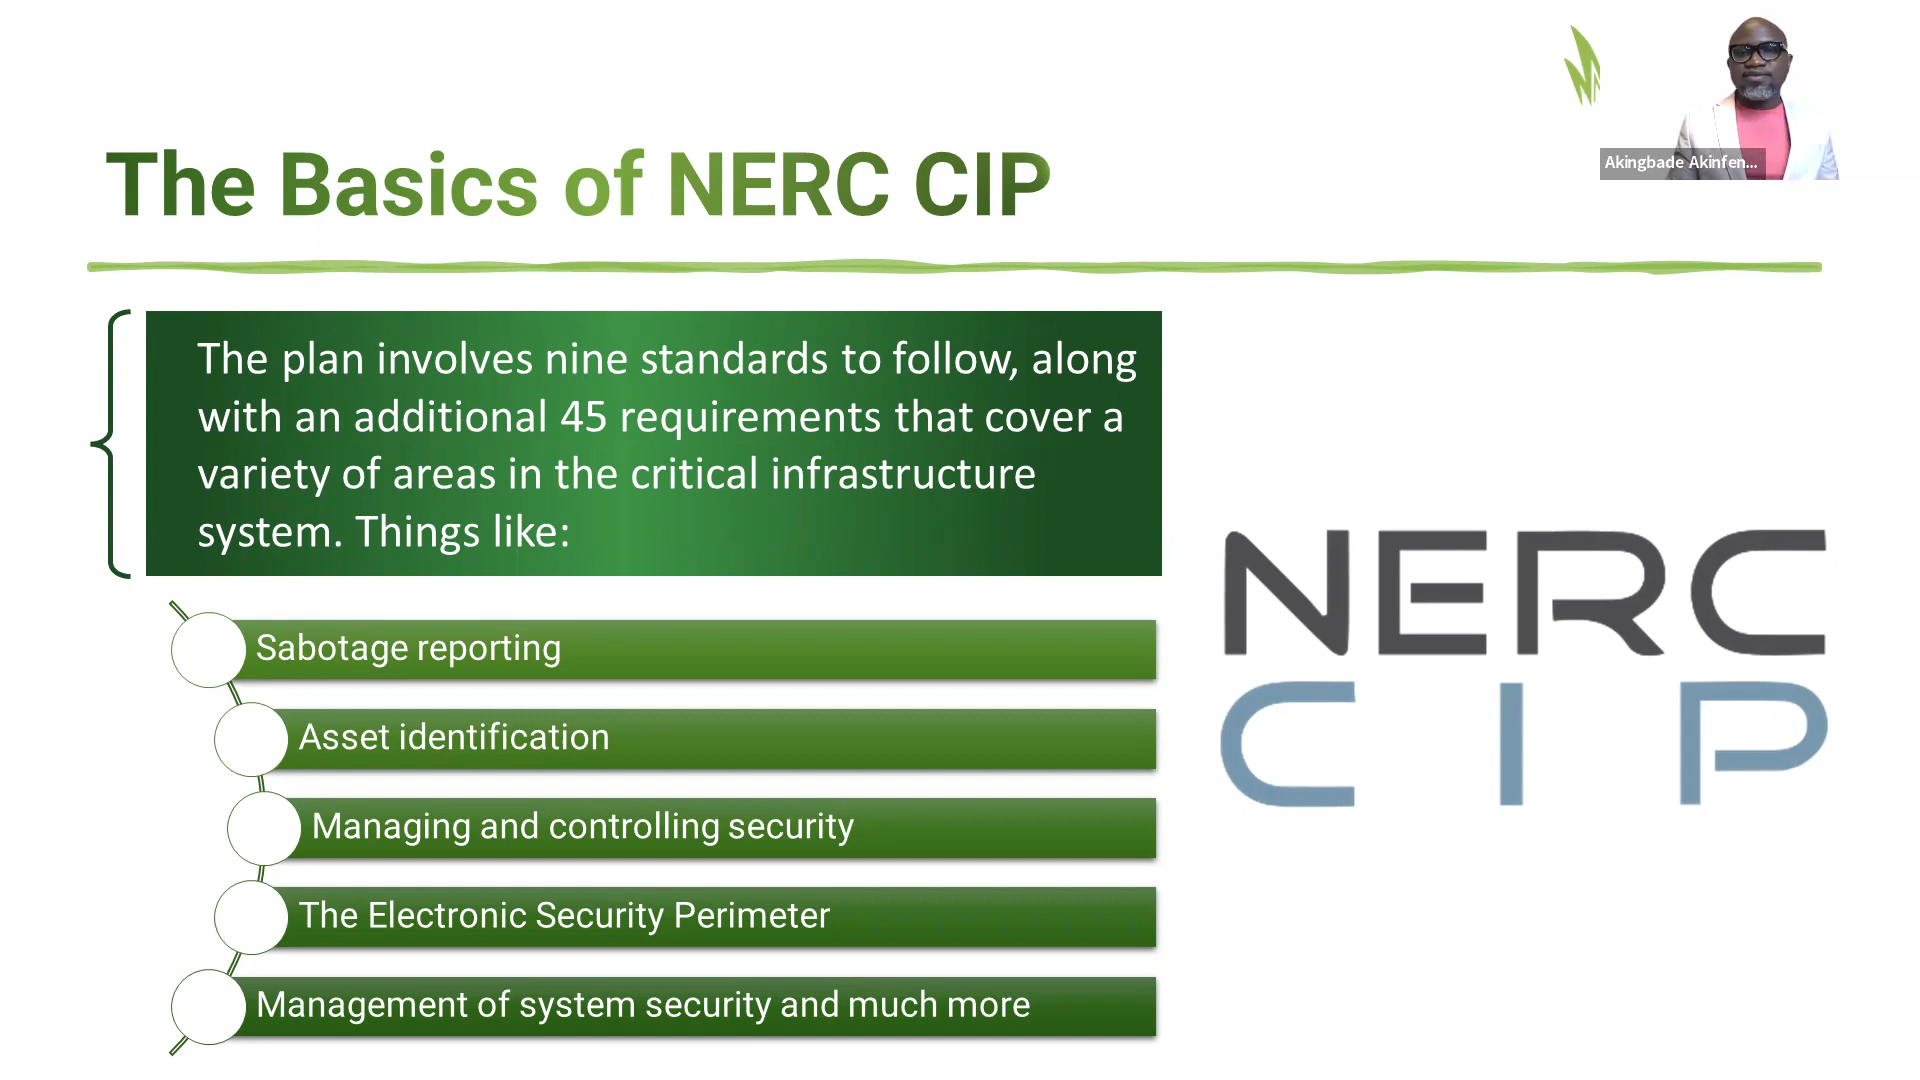 Akingbade Akinfen...
The Basics of NERC CIP
The plan involves nine standards to follow, along
with an additional 45 requirements that cover a
variety of areas in the critical infrastructure
system. Things like:
Sabotage reporting
Asset identification
Managing and controlling security
The Electronic Security Perimeter
Management of system security and much more
NERC
CIP